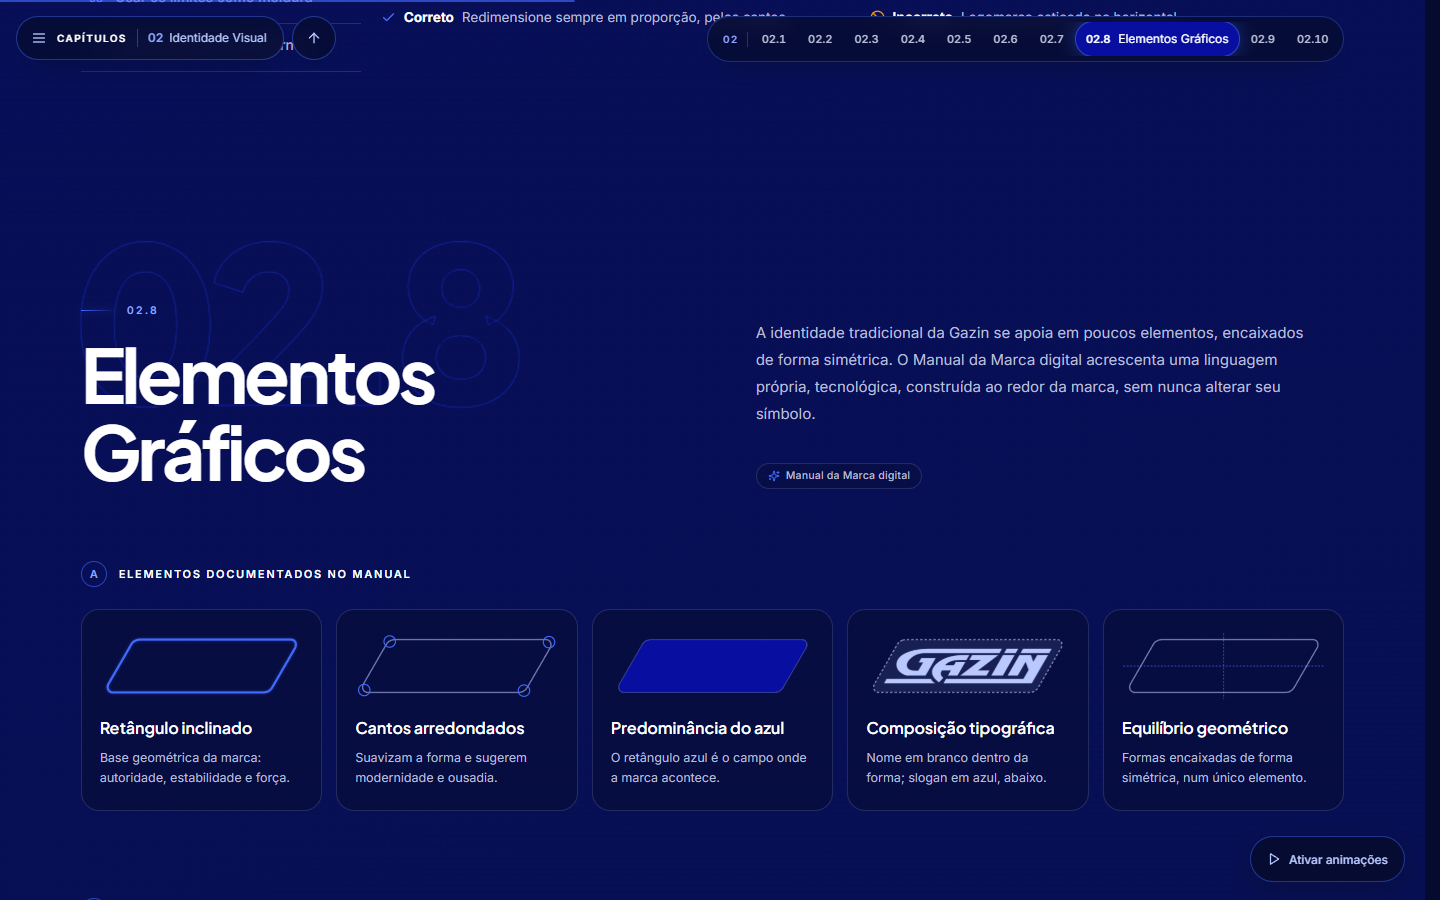 Correto Redimensione sempre em proporção, pelos cantos
CAPÍTULOS 02 Identidade Visual
02 02.1 02.2 02.3 02.4 02.5 02.6 02.7 02.8 Elementos Gráficos 02.9 02.10
02 8
02.8
Elementos
Gráficos
A identidade tradicional da Gazin se apoia em poucos elementos, encaixados
de forma simétrica. O Manual da Marca digital acrescenta uma linguagem
própria, tecnológica, construída ao redor da marca, sem nunca alterar seu
símbolo.
Manual da Marca digital
A ELEMENTOS DOCUMENTADOS NO MANUAL
GAZIN
Retângulo inclinado
Base geométrica da marca:
autoridade, estabilidade e força.
Cantos arredondados
Suavizam a forma e sugerem
modernidade e ousadia.
Predominância do azul
O retângulo azul é o campo onde
a marca acontece.
Composição tipográfica
Nome em branco dentro da
forma; slogan em azul, abaixo.
Equilíbrio geométrico
Formas encaixadas de forma
simétrica, num único elemento.
Ativar animações